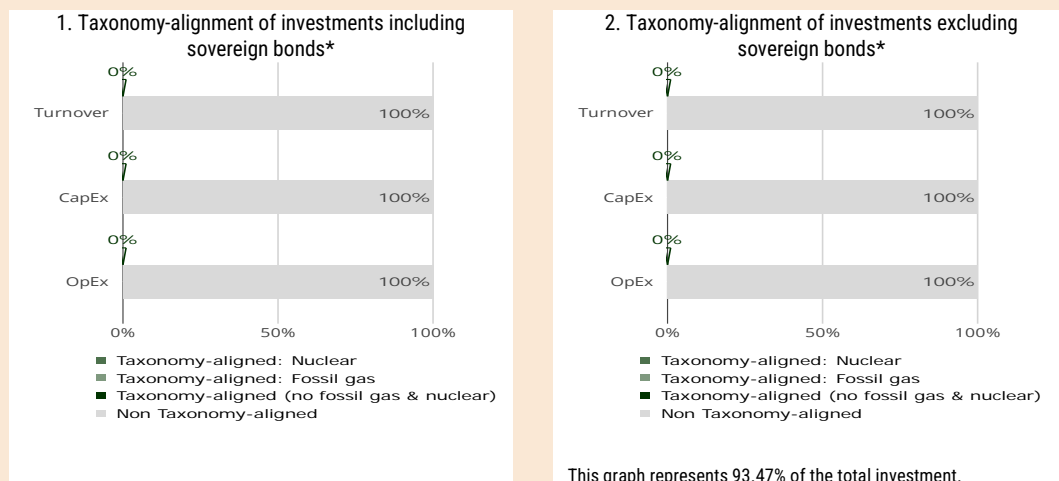 1. Taxonomy-alignment of investments including
sovereign bonds*
0%
Turnover
100%
0%
CapEx
100%
0%
OpEx
100%
0%
50%
100%
Taxonomy-aligned: Nuclear
Taxonomy-aligned: Fossil gas
Taxonomy-aligned (no fossil gas & nuclear)
Non Taxonomy-aligned
2. Taxonomy-alignment of investments excluding
sovereign bonds*
0%
Turnover
100%
0%
CapEx
100%
0%
OpEx
100%
0%
50%
100%
Taxonomy-aligned: Nuclear
Taxonomy-aligned: Fossil gas
Taxonomy-aligned (no fossil gas & nuclear)
Non Taxonomy-aligned
This graph represents 93.47% of the total investment.